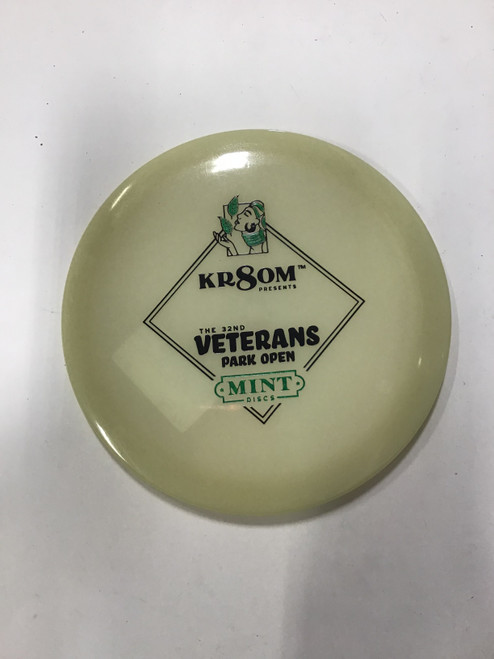 KR8OM™
PRESENTS
THE 32ND
VETERANS
PARK OPEN
MINT
DISCS